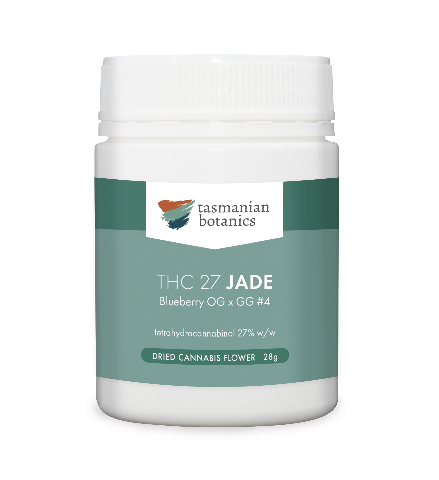 tasmanian
botanics
THC 27 JADE
Blueberry OG x GG #4
tetrahydrocannabinol 27% w/w
DRIED CANNABIS FLOWER 28g